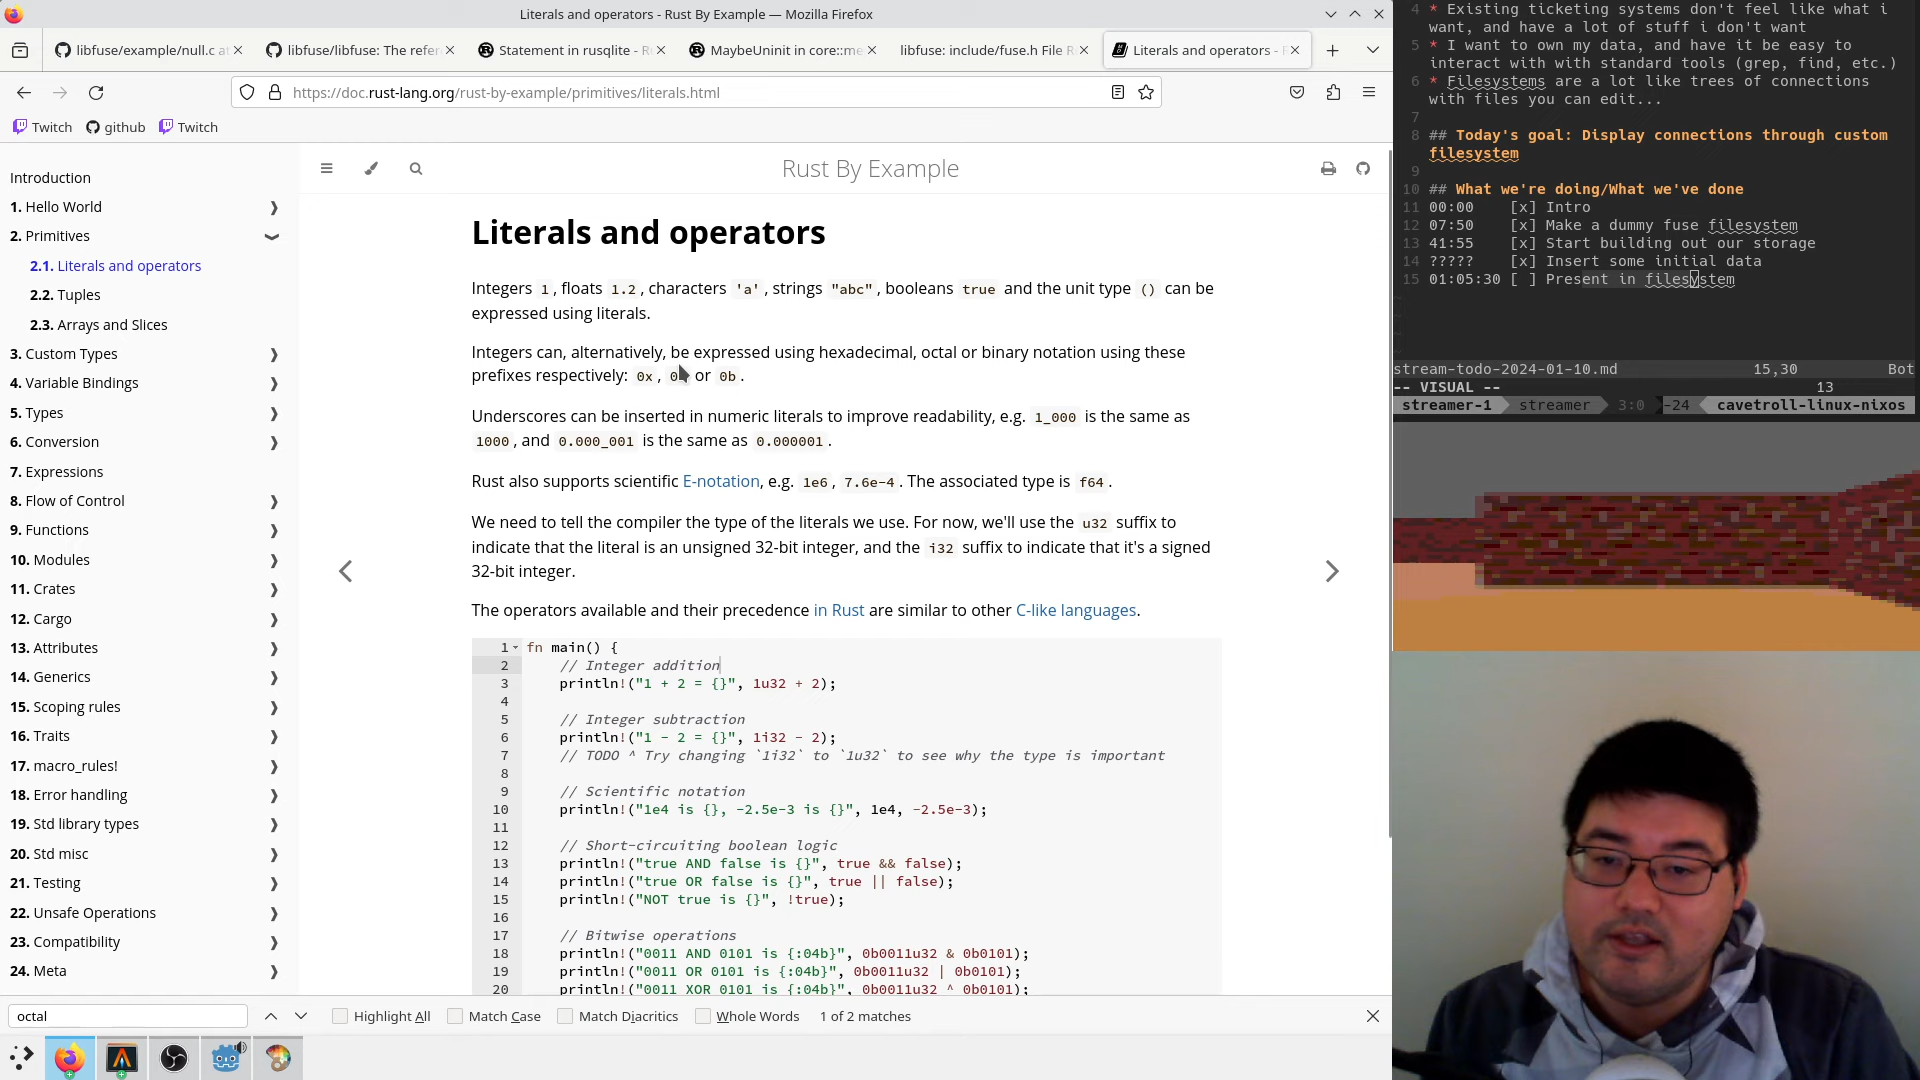 Literals and operators - Rust By Example — Mozilla Firefox
libfuse/example/null.c at
libfuse/libfuse: The refer
Statement in rusqlite - R
MaybeUninit in core::me
libfuse: include/fuse.h File R
Literals and operators - R
https://doc.rust-lang.org/rust-by-example/primitives/literals.html
Twitch
github
Twitch
Introduction
1. Hello World
2. Primitives
2.1. Literals and operators
2.2. Tuples
2.3. Arrays and Slices
3. Custom Types
4. Variable Bindings
5. Types
6. Conversion
7. Expressions
8. Flow of Control
9. Functions
10. Modules
11. Crates
12. Cargo
13. Attributes
14. Generics
15. Scoping rules
16. Traits
17. macro_rules!
18. Error handling
19. Std library types
20. Std misc
21. Testing
22. Unsafe Operations
23. Compatibility
24. Meta
Rust By Example
Literals and operators
Integers 1, floats 1.2, characters 'a', strings "abc", booleans true and the unit type () can be
expressed using literals.
Integers can, alternatively, be expressed using hexadecimal, octal or binary notation using these
prefixes respectively: 0x, 0 or 0b.
Underscores can be inserted in numeric literals to improve readability, e.g. 1_000 is the same as
1000, and 0.000_001 is the same as 0.000001.
Rust also supports scientific E-notation, e.g. 1e6, 7.6e-4. The associated type is f64.
We need to tell the compiler the type of the literals we use. For now, we'll use the u32 suffix to
indicate that the literal is an unsigned 32-bit integer, and the i32 suffix to indicate that it's a signed
32-bit integer.
The operators available and their precedence in Rust are similar to other C-like languages.
1 fn main() {
2 // Integer addition
3 println!("1 + 2 = {}", 1u32 + 2);
4
5 // Integer subtraction
6 println!("1 - 2 = {}", 1i32 - 2);
7 // TODO ^ Try changing `1i32` to `1u32` to see why the type is important
8
9 // Scientific notation
10 println!("1e4 is {}, -2.5e-3 is {}", 1e4, -2.5e-3);
11
12 // Short-circuiting boolean logic
13 println!("true AND false is {}", true && false);
14 println!("true OR false is {}", true || false);
15 println!("NOT true is {}", !true);
16
17 // Bitwise operations
18 println!("0011 AND 0101 is {:04b}", 0b0011u32 & 0b0101);
19 println!("0011 OR 0101 is {:04b}", 0b0011u32 | 0b0101);
20 println!("0011 XOR 0101 is {:04b}", 0b0011u32 ^ 0b0101);
octal
Highlight All
Match Case
Match Diacritics
Whole Words
1 of 2 matches
4 * Existing ticketing systems don't feel like what i
want, and have a lot of stuff i don't want
5 * I want to own my data, and have it be easy to
interact with with standard tools (grep, find, etc.)
6 * Filesystems are a lot like trees of connections
with files you can edit...
7
8 ## Today's goal: Display connections through custom
filesystem
9
10 ## What we're doing/What we've done
11 00:00 [x] Intro
12 07:50 [x] Make a dummy fuse filesystem
13 41:55 [x] Start building out our storage
14 ????? [x] Insert some initial data
15 01:05:30 [ ] Present in filesystem
~
~
stream-todo-2024-01-10.md 15,30 Bot
-- VISUAL -- 13
streamer-1 streamer 3:0 -24 cavetroll-linux-nixos